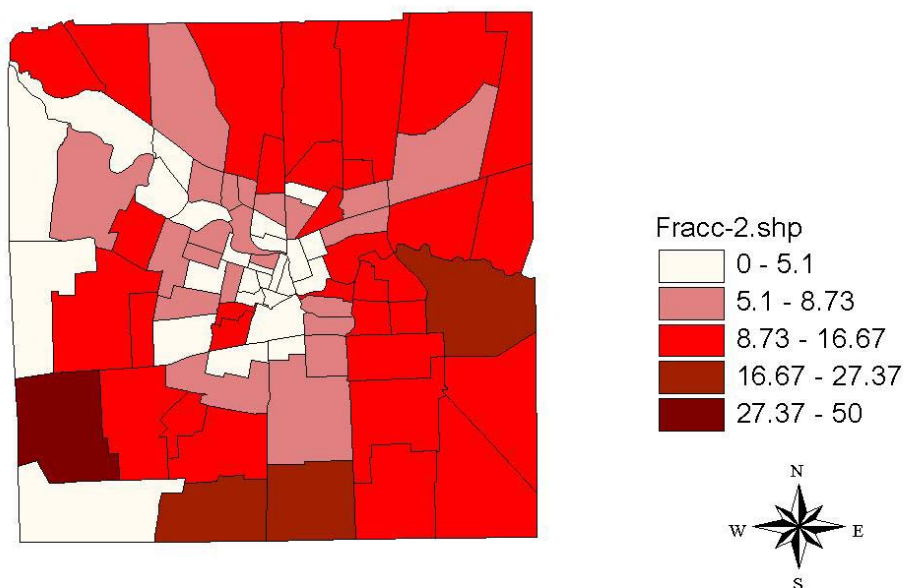 Fracc-2.shp
0 - 5.1
5.1 - 8.73
8.73 - 16.67
16.67 - 27.37
27.37 - 50
N
W E
S